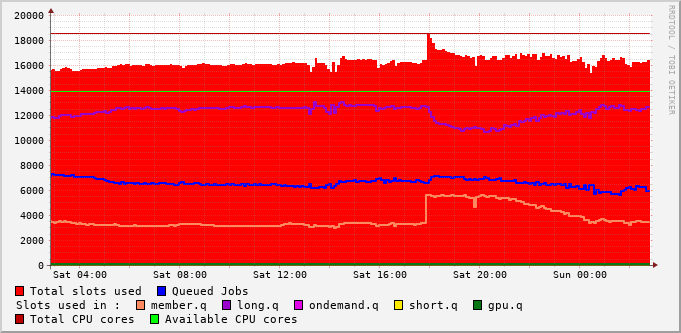 20000
18000
16000
14000
12000
10000
8000
6000
4000
2000
0
Sat 04:00 Sat 08:00 Sat 12:00 Sat 16:00 Sat 20:00 Sun 00:00
RRDTOOL / TOBI OETIKER
Total slots used Queued Jobs
Slots used in : member.q long.q ondemand.q short.q gpu.q
Total CPU cores Available CPU cores